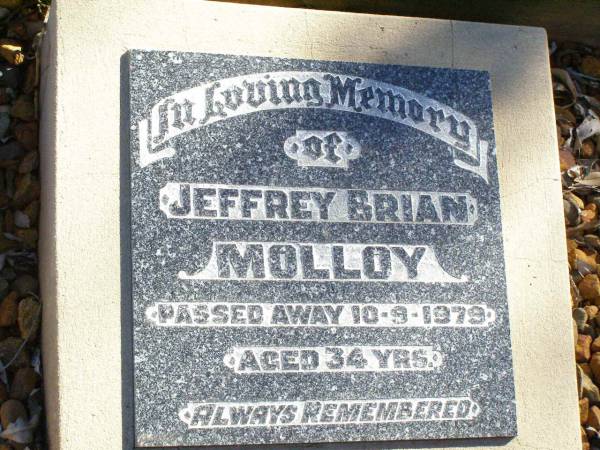 In Loving Memory
of
JEFFREY BRIAN
MOLLOY
PASSED AWAY 10-9-1979
AGED 34 YRS.
ALWAYS REMEMBERED